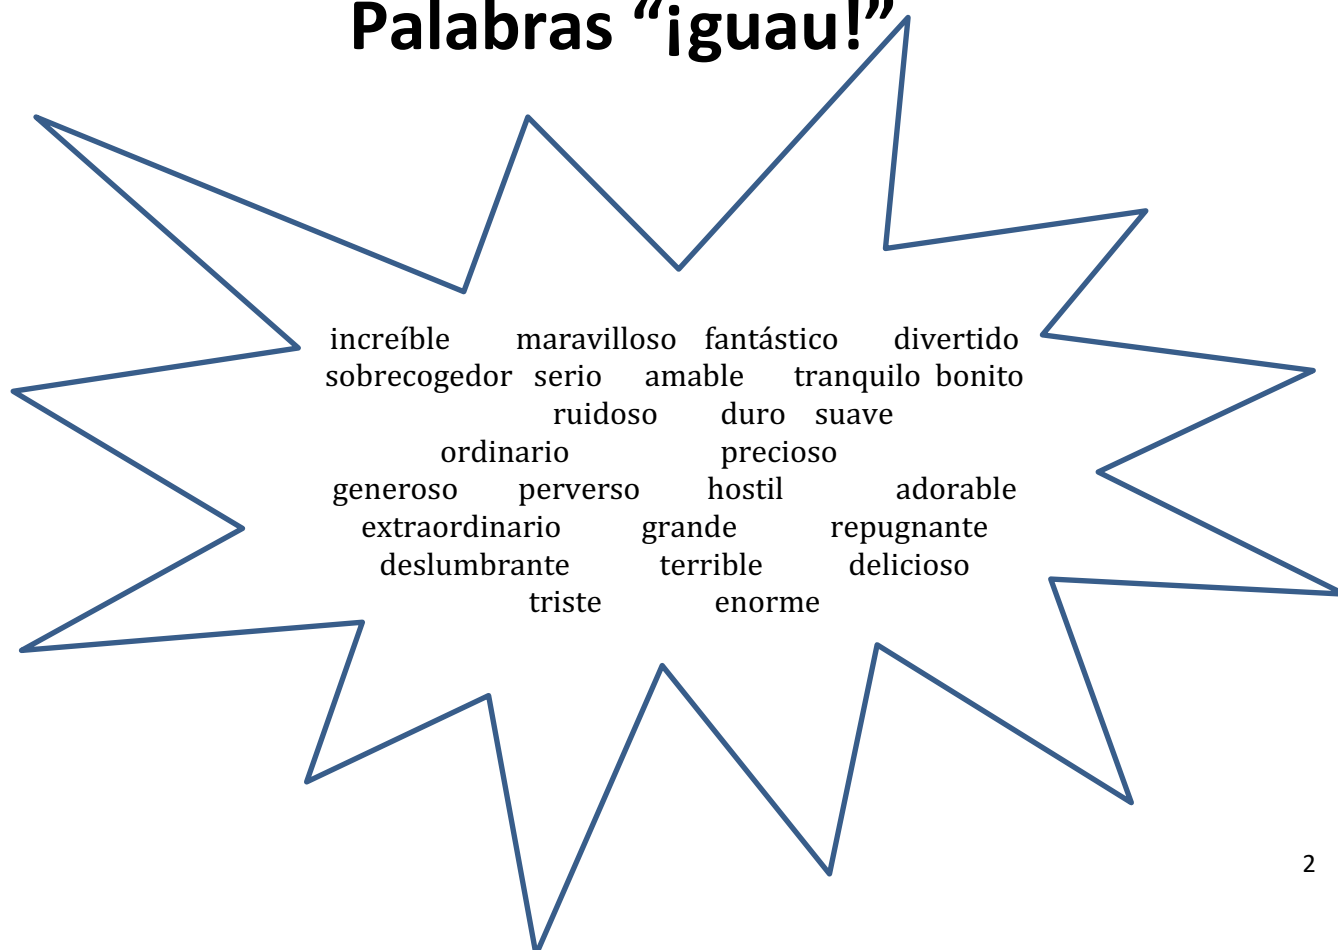 Palabras “¡guau!”
increíble maravilloso fantástico divertido
sobrecogedor serio amable tranquilo bonito
ruidoso duro suave
ordinario precioso
generoso perverso hostil adorable
extraordinario grande repugnante
deslumbrante terrible delicioso
triste enorme
2